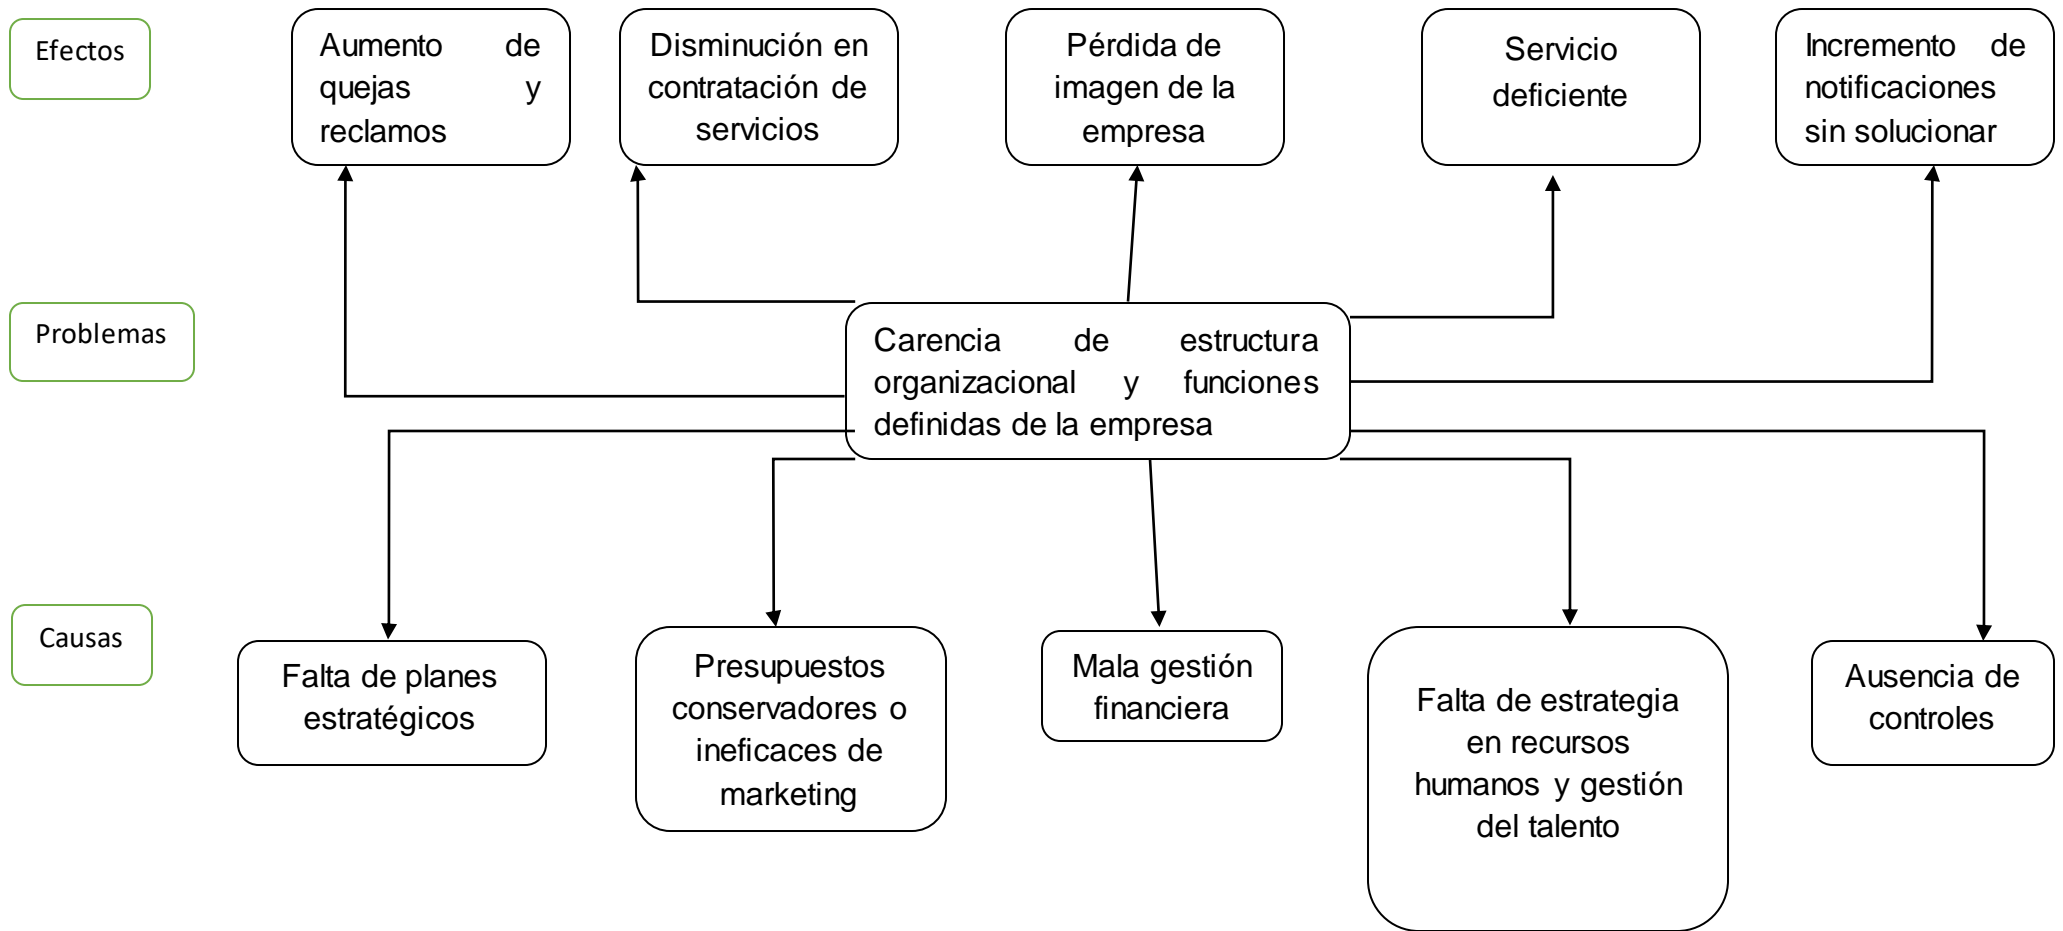 Efectos
Aumento de
quejas y
reclamos
Disminución en
contratación de
servicios
Pérdida de
imagen de la
empresa
Servicio
deficiente
Incremento de
notificaciones
sin solucionar
Problemas
Carencia de estructura
organizacional y funciones
definidas de la empresa
Causas
Falta de planes
estratégicos
Presupuestos
conservadores o
ineficaces de
marketing
Mala gestión
financiera
Falta de estrategia
en recursos
humanos y gestión
del talento
Ausencia de
controles